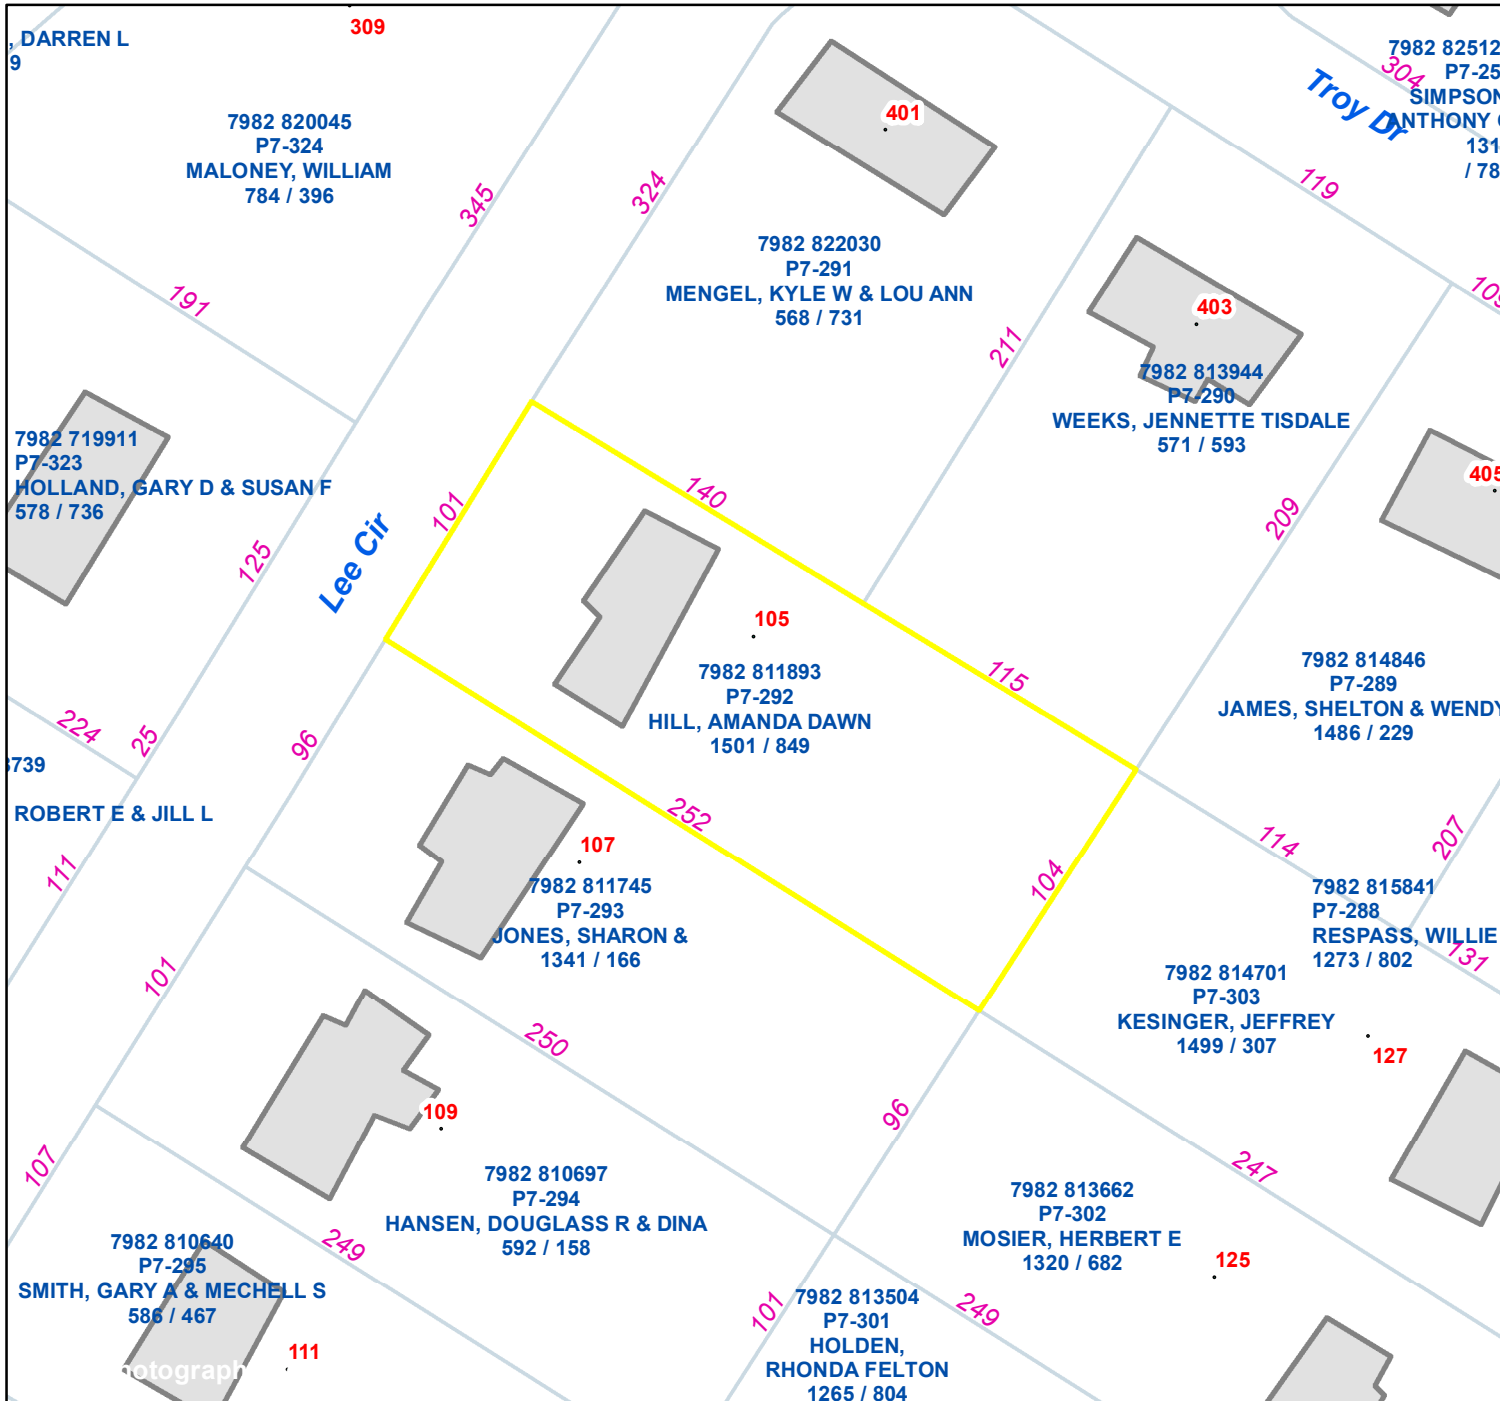 , DARREN L
9
309
7982 820045
P7-324
MALONEY, WILLIAM
784 / 396
345
324
401
7982 822030
P7-291
MENGEL, KYLE W & LOU ANN
568 / 731
Troy Dr
304
7982 82512
P7-25
SIMPSON
ANTHONY
131
/ 78
119
109
191
211
403
7982 813944
P7-290
WEEKS, JENNETTE TISDALE
571 / 593
7982 719911
P7-323
HOLLAND, GARY D & SUSAN F
578 / 736
101
140
209
405
125
Lee Cir
105
7982 811893
P7-292
HILL, AMANDA DAWN
1501 / 849
115
7982 814846
P7-289
JAMES, SHELTON & WENDY
1486 / 229
224
25
96
3739
ROBERT E & JILL L
111
252
107
7982 811745
P7-293
JONES, SHARON &
1341 / 166
104
114
207
7982 815841
P7-288
RESPASS, WILLIE
1273 / 802
131
101
7982 814701
P7-303
KESINGER, JEFFREY
1499 / 307
127
250
109
96
107
7982 810697
P7-294
HANSEN, DOUGLASS R & DINA
592 / 158
247
7982 813662
P7-302
MOSIER, HERBERT E
1320 / 682
125
7982 810640
P7-295
SMITH, GARY A & MECHELL S
586 / 467
249
111
101
7982 813504
P7-301
HOLDEN,
RHONDA FELTON
1265 / 804
249
otograph